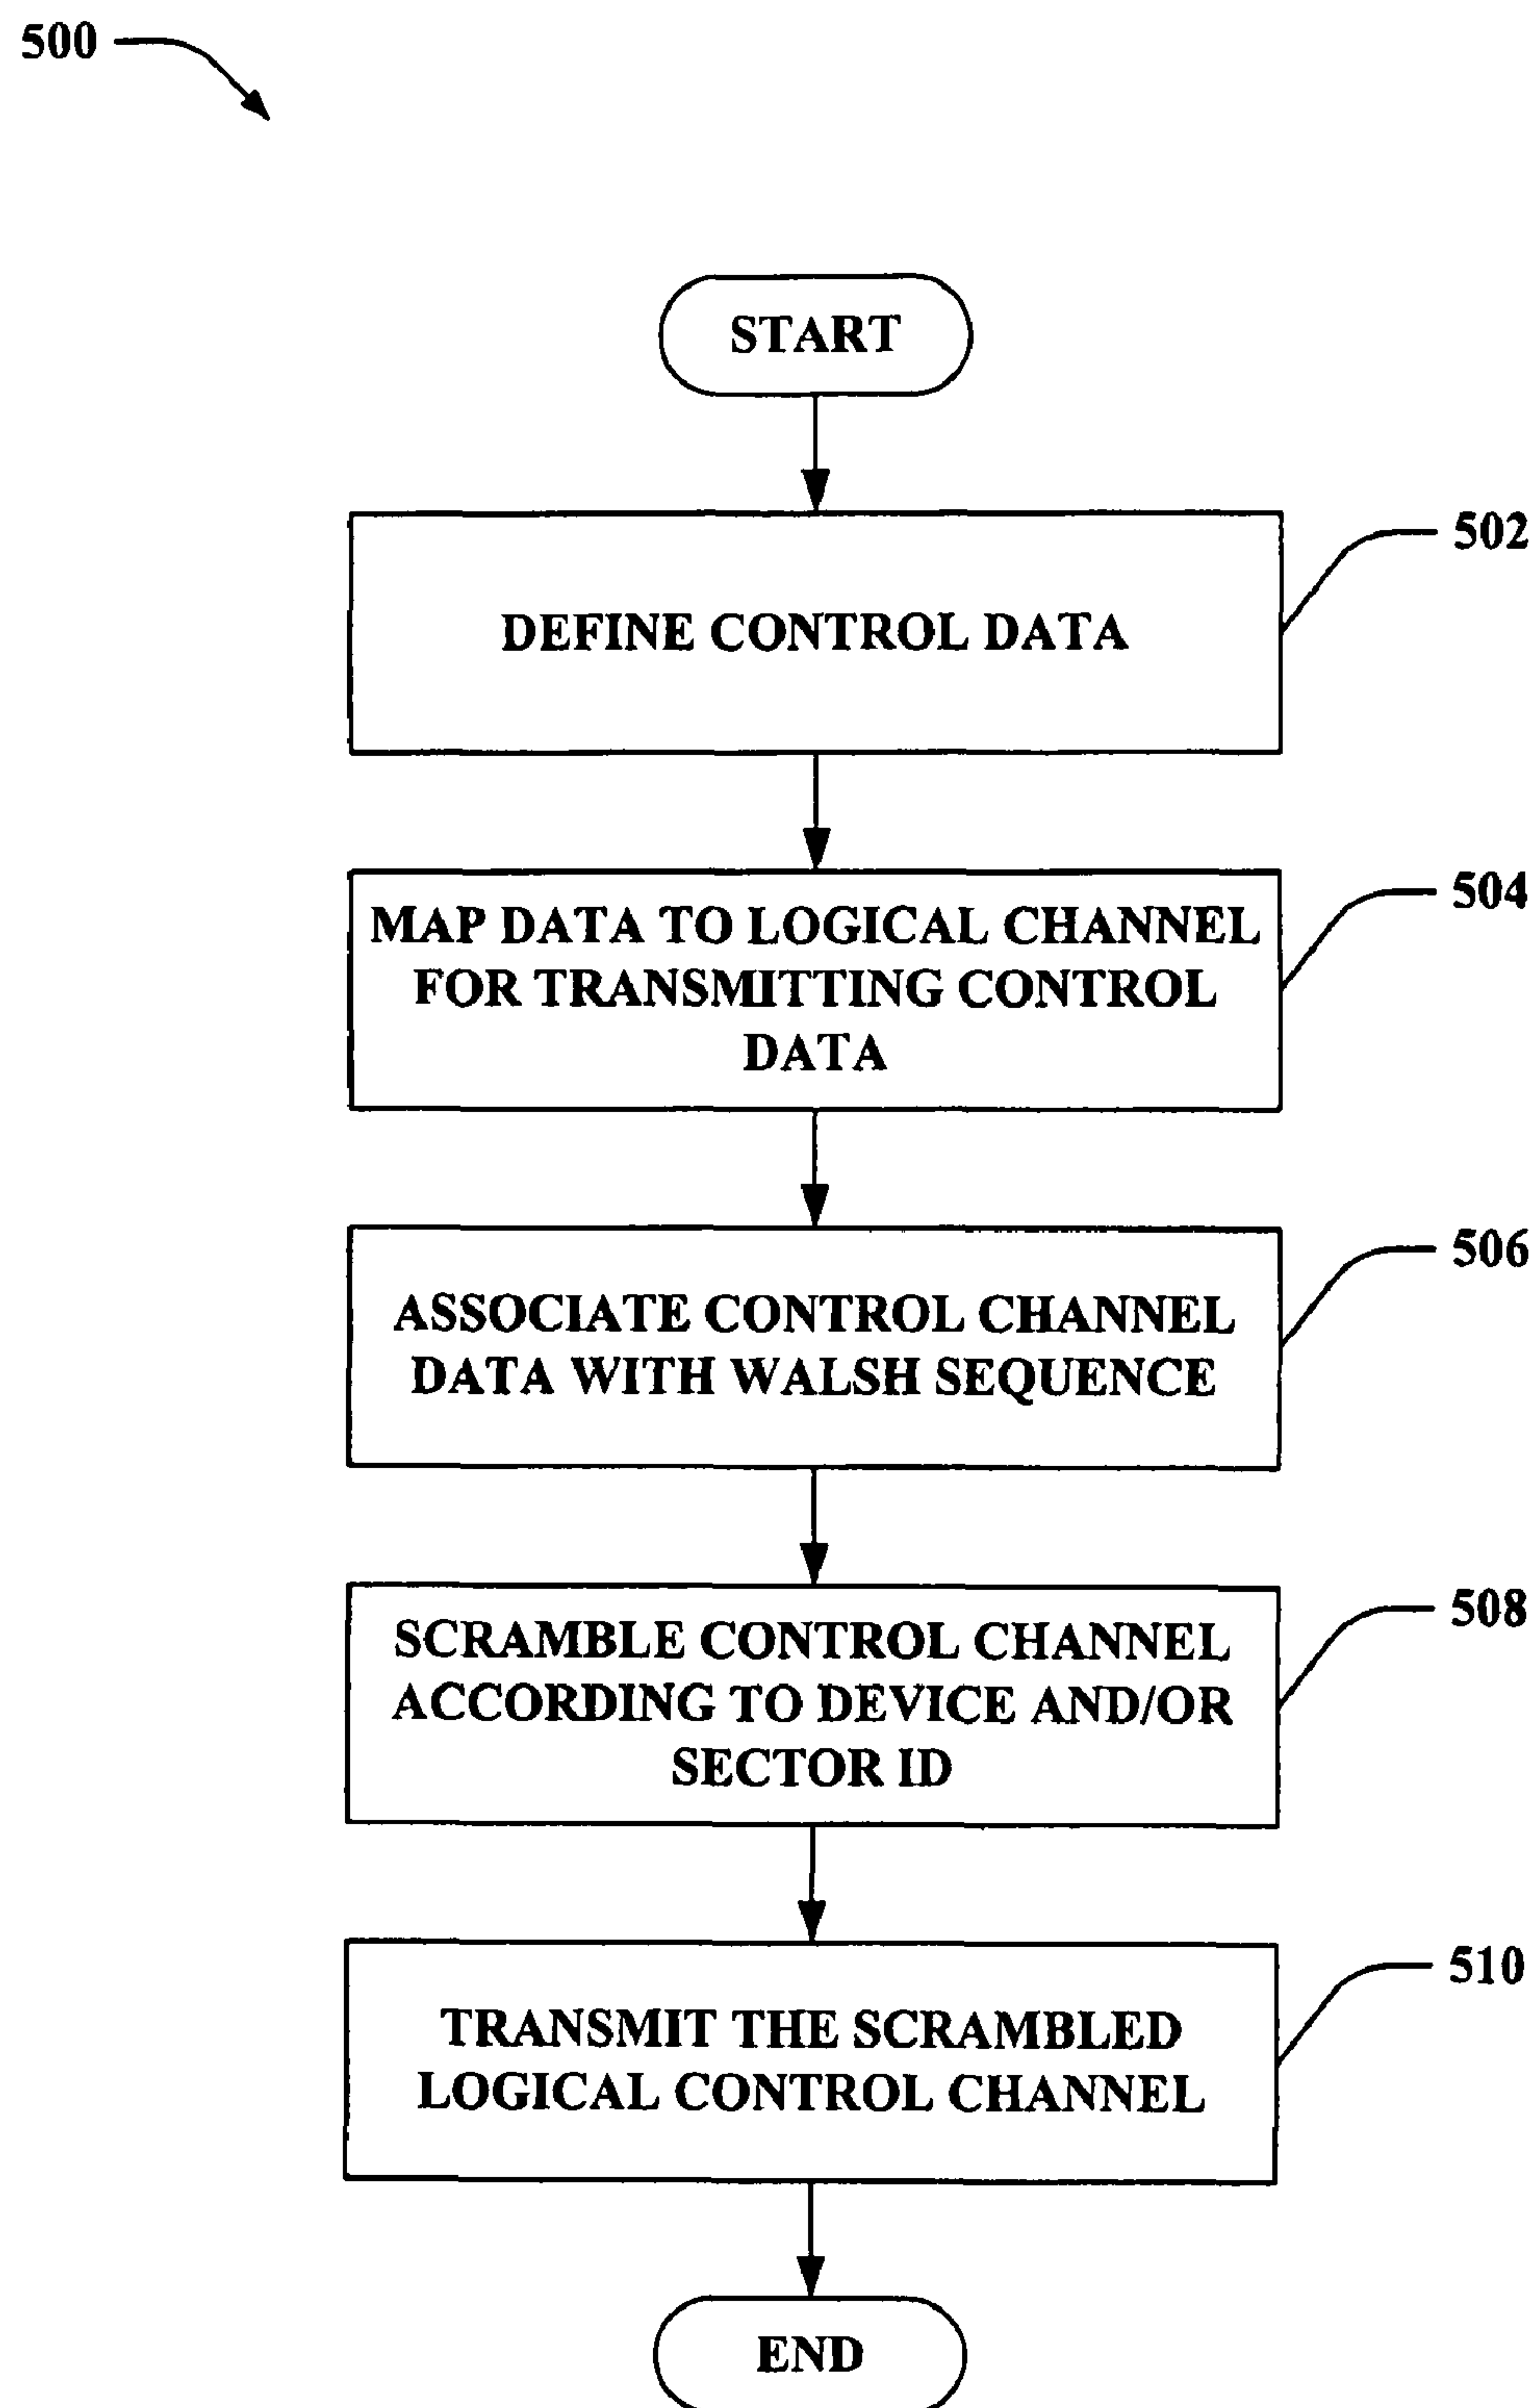 500
START
502
DEFINE CONTROL DATA
504
MAP DATA TO LOGICAL CHANNEL
FOR TRANSMITTING CONTROL
DATA
506
ASSOCIATE CONTROL CHANNEL
DATA WITH WALSH SEQUENCE
508
SCRAMBLE CONTROL CHANNEL
ACCORDING TO DEVICE AND/OR
SECTOR ID
510
TRANSMIT THE SCRAMBLED
LOGICAL CONTROL CHANNEL
END